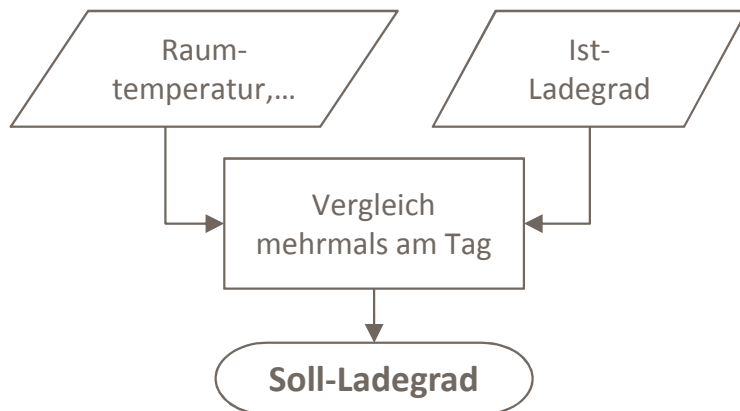 Raum-
temperatur,...
Ist-
Ladegrad
Vergleich
mehrmals am Tag
Soll-Ladegrad